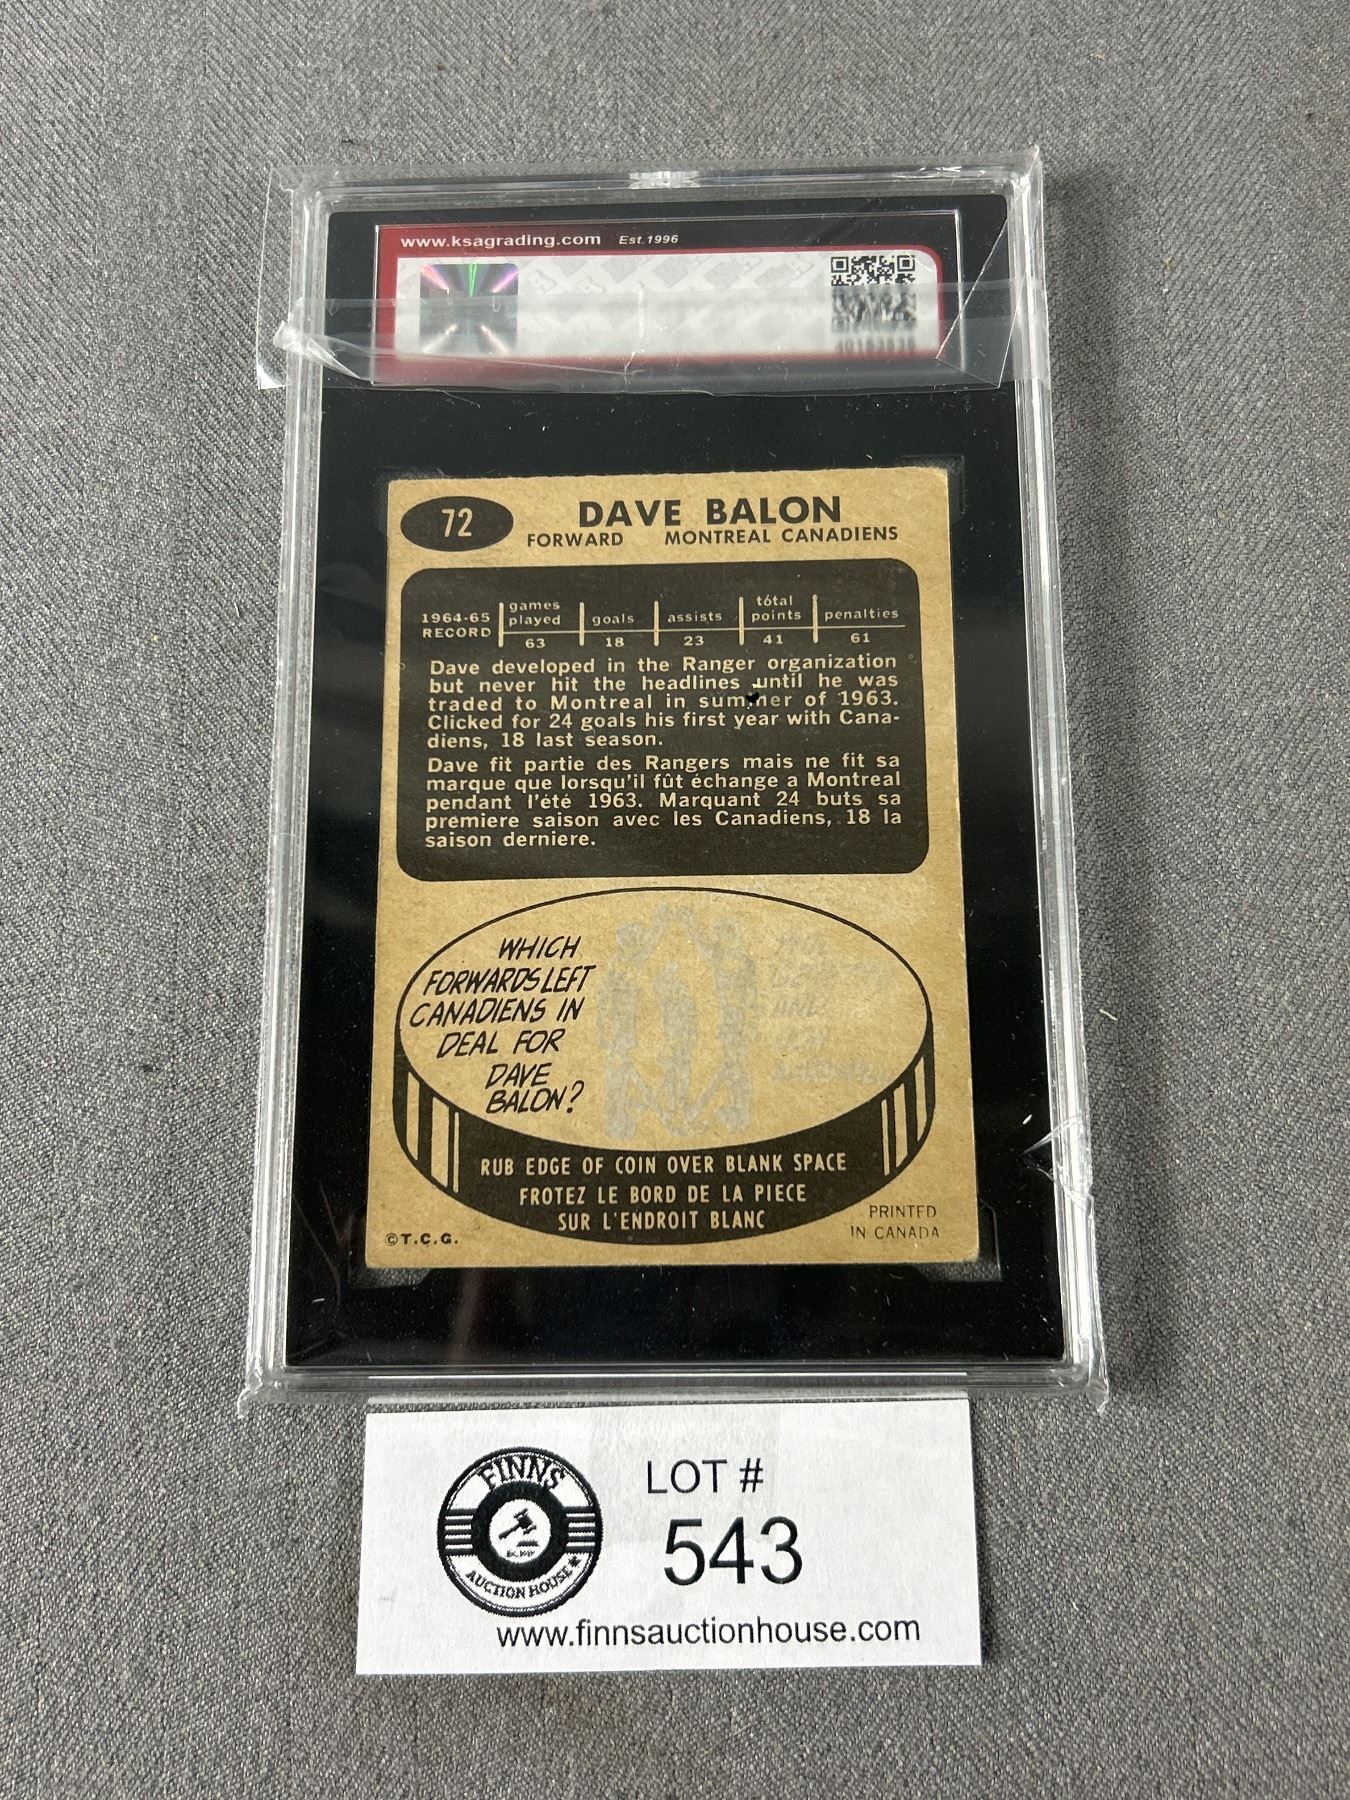 www.ksagrading.com Est.1996
72
DAVE BALON
FORWARD MONTREAL CANADIENS
1964-65 RECORD
games played goals assists tótal points penalties
63 18 23 41 61
Dave developed in the Ranger organization
but never hit the headlines until he was
traded to Montreal in summer of 1963.
Clicked for 24 goals his first year with Cana-
diens, 18 last season.
Dave fit partie des Rangers mais ne fit sa
marque que lorsqu'il fût échange a Montreal
pendant l'été 1963. Marquant 24 buts sa
premiere saison avec les Canadiens, 18 la
saison derniere.
WHICH
FORWARDS LEFT
CANADIENS IN
DEAL FOR
DAVE
BALON?
AND
RUB EDGE OF COIN OVER BLANK SPACE
FROTEZ LE BORD DE LA PIECE
SUR L'ENDROIT BLANC
©T.C.G.
PRINTED
IN CANADA
FINNS
AUCTION HOUSE
LOT #
543
www.finnsauctionhouse.com